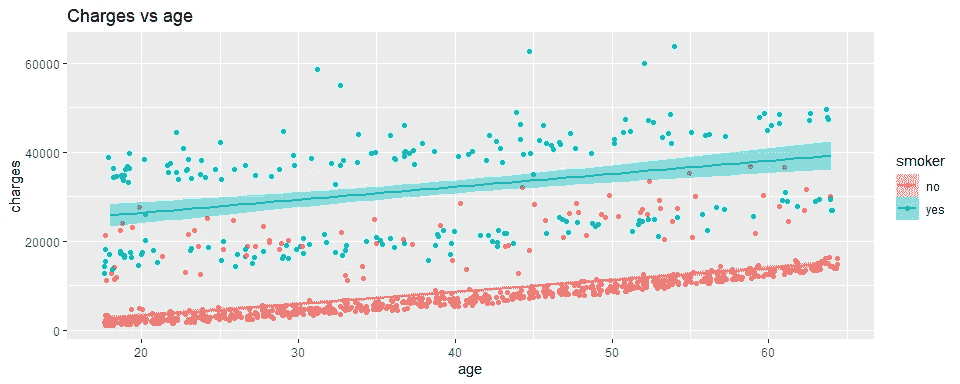 Charges vs age
60000
40000
20000
0
charges
20 30 40 50 60
age
smoker
no
yes